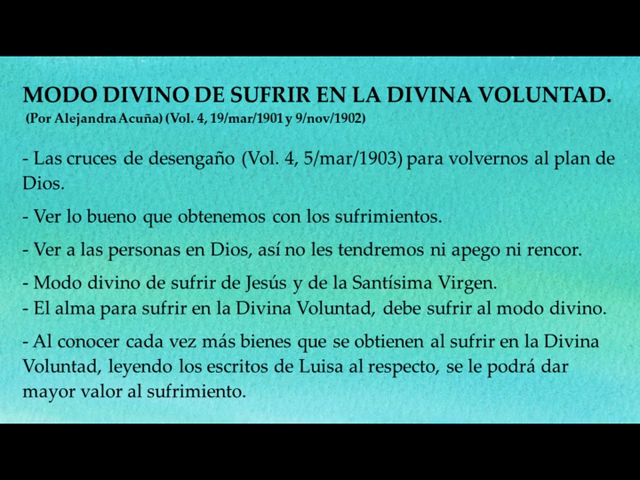 MODO DIVINO DE SUFRIR EN LA DIVINA VOLUNTAD.
(Por Alejandra Acuña) (Vol. 4, 19/mar/1901 y 9/nov/1902)
- Las cruces de desengaño (Vol. 4, 5/mar/1903) para volvernos al plan de
Dios.
- Ver lo bueno que obtenemos con los sufrimientos.
- Ver a las personas en Dios, así no les tendremos ni apego ni rencor.
- Modo divino de sufrir de Jesús y de la Santísima Virgen.
- El alma para sufrir en la Divina Voluntad, debe sufrir al modo divino.
- Al conocer cada vez más bienes que se obtienen al sufrir en la Divina
Voluntad, leyendo los escritos de Luisa al respecto, se le podrá dar
mayor valor al sufrimiento.